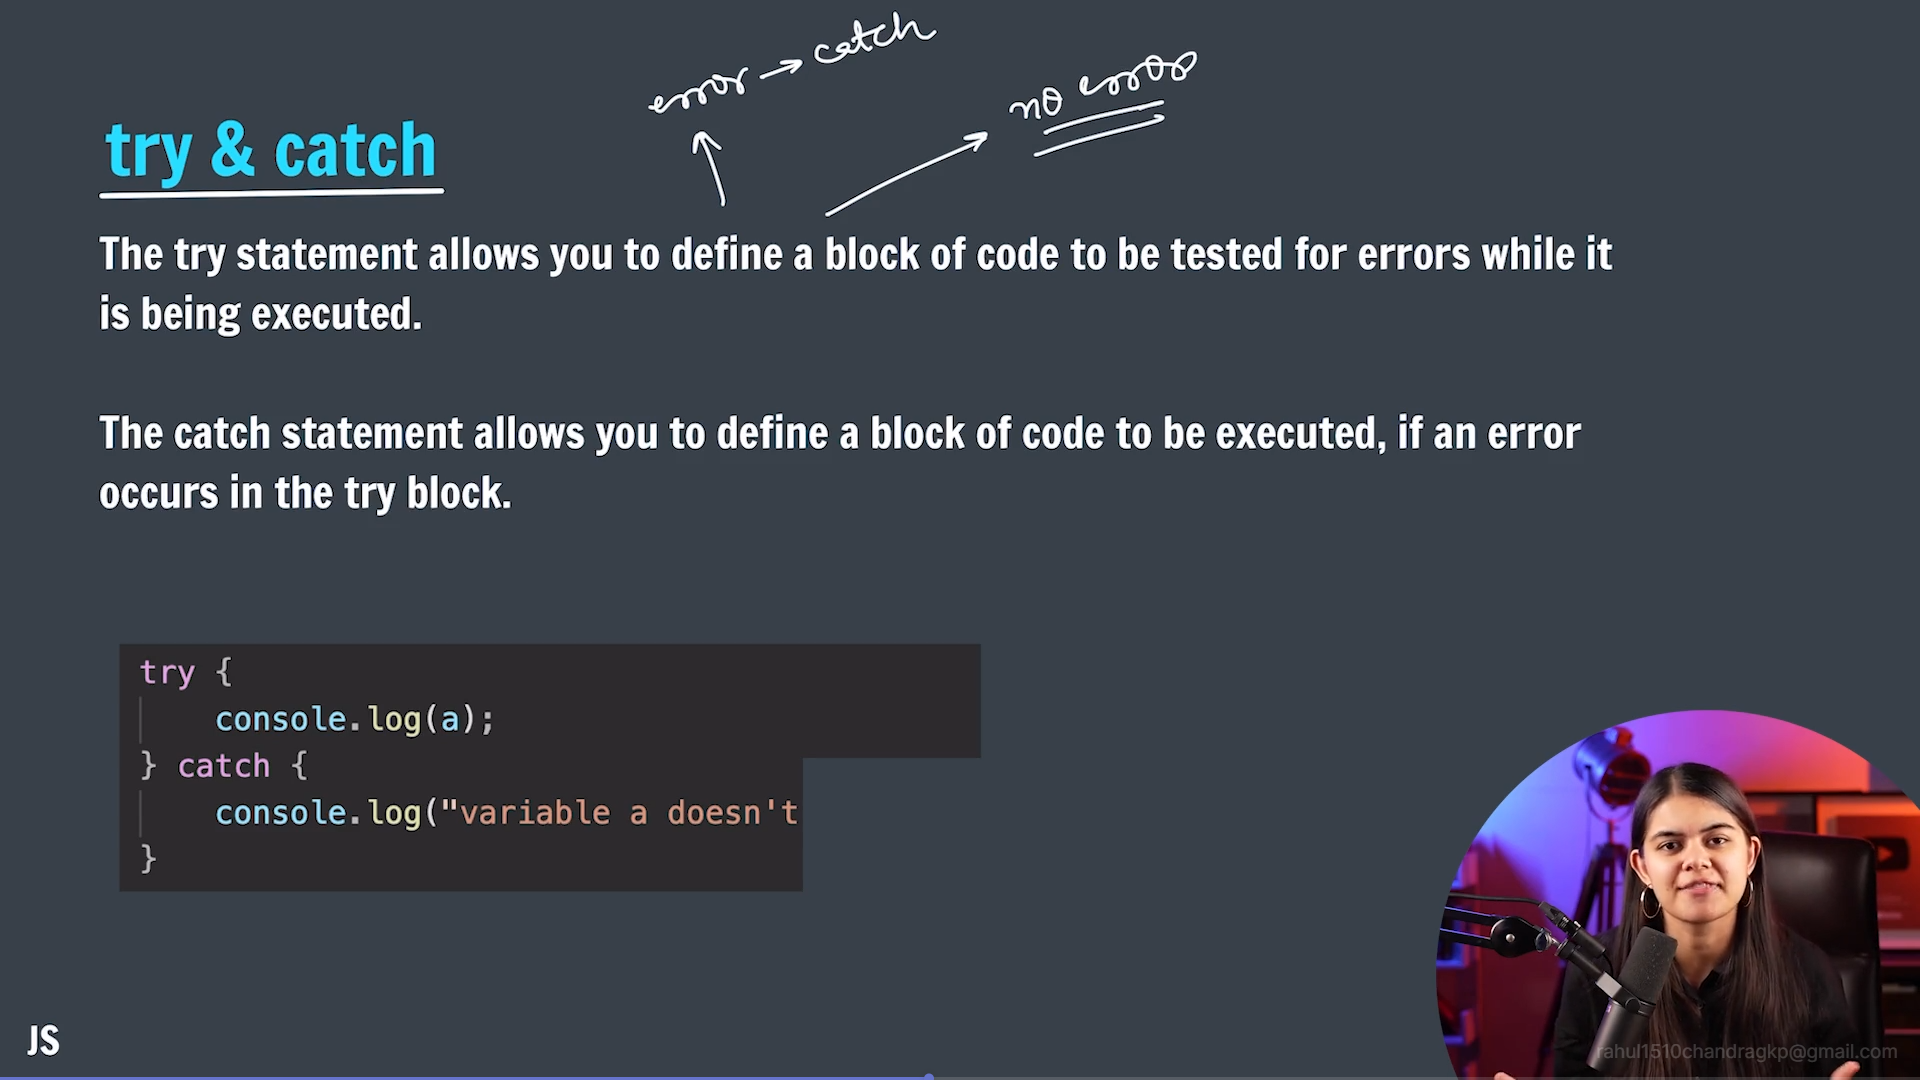 error → catch
no error
try & catch
The try statement allows you to define a block of code to be tested for errors while it
is being executed.
The catch statement allows you to define a block of code to be executed, if an error
occurs in the try block.
try {
console.log(a);
} catch {
console.log("variable a doesn't
}
JS
rahul1510chandragkp@gmail.com